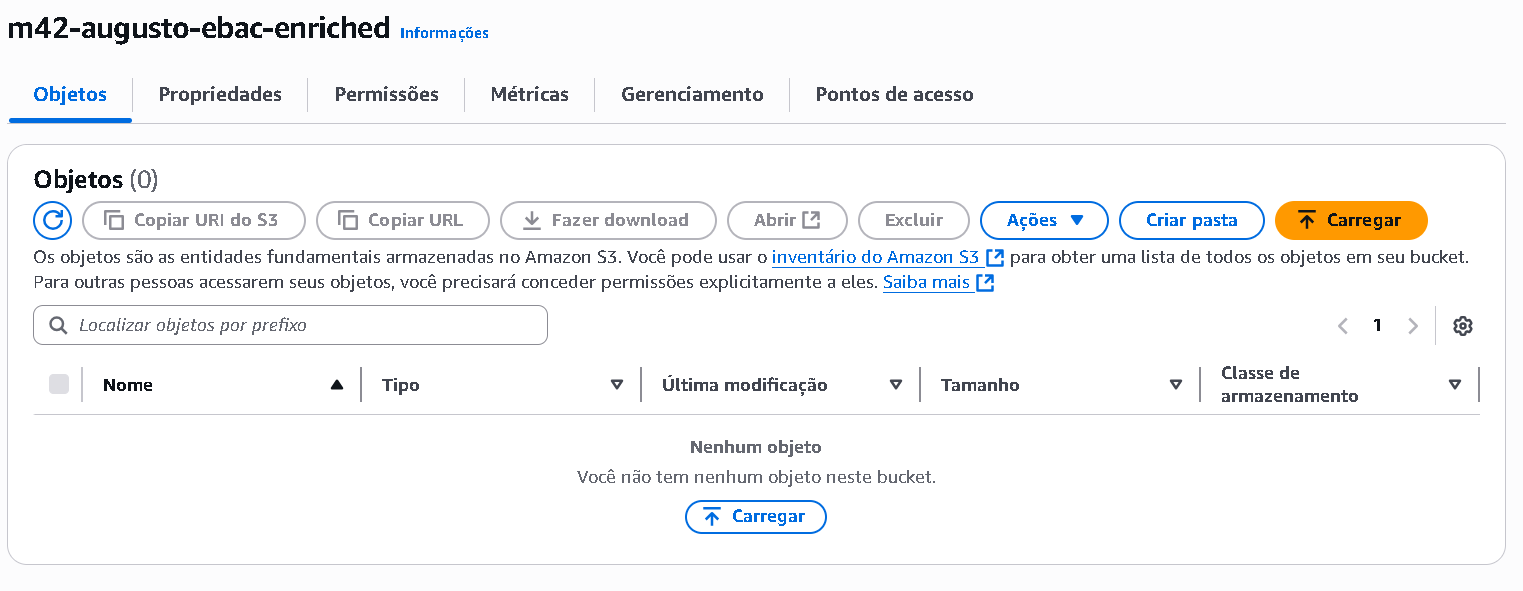 m42-augusto-ebac-enriched Informações
Objetos Propriedades Permissões Métricas Gerenciamento Pontos de acesso
Objetos (0)
Copiar URI do S3 Copiar URL Fazer download Abrir Excluir Ações Criar pasta Carregar
Os objetos são as entidades fundamentais armazenadas no Amazon S3. Você pode usar o inventário do Amazon S3 para obter uma lista de todos os objetos em seu bucket.
Para outras pessoas acessarem seus objetos, você precisará conceder permissões explicitamente a eles. Saiba mais
Localizar objetos por prefixo 1
Nome Tipo Última modificação Tamanho Classe de
armazenamento
Nenhum objeto
Você não tem nenhum objeto neste bucket.
Carregar